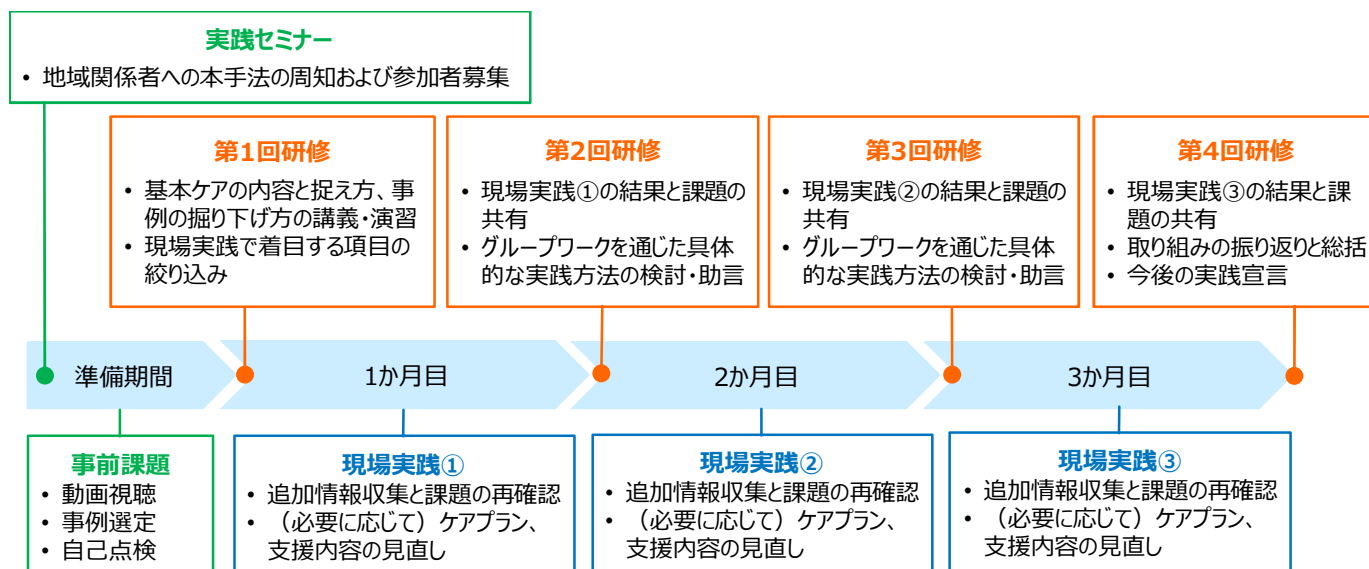 実践セミナー
• 地域関係者への本手法の周知および参加者募集
第1回研修
• 基本ケアの内容と捉え方、事
例の掘り下げ方の講義・演習
• 現場実践で着目する項目の
絞り込み
第2回研修
• 現場実践①の結果と課題の
共有
• グループワークを通じた具体
的な実践方法の検討・助言
第3回研修
• 現場実践②の結果と課題の
共有
• グループワークを通じた具体
的な実践方法の検討・助言
第4回研修
• 現場実践③の結果と課
題の共有
• 取り組みの振り返りと総括
• 今後の実践宣言
準備期間
1か月目
2か月目
3か月目
事前課題
• 動画視聴
• 事例選定
• 自己点検
現場実践①
• 追加情報収集と課題の再確認
• （必要に応じて）ケアプラン、
支援内容の見直し
現場実践②
• 追加情報収集と課題の再確認
• （必要に応じて）ケアプラン、
支援内容の見直し
現場実践③
• 追加情報収集と課題の再確認
• （必要に応じて）ケアプラン、
支援内容の見直し